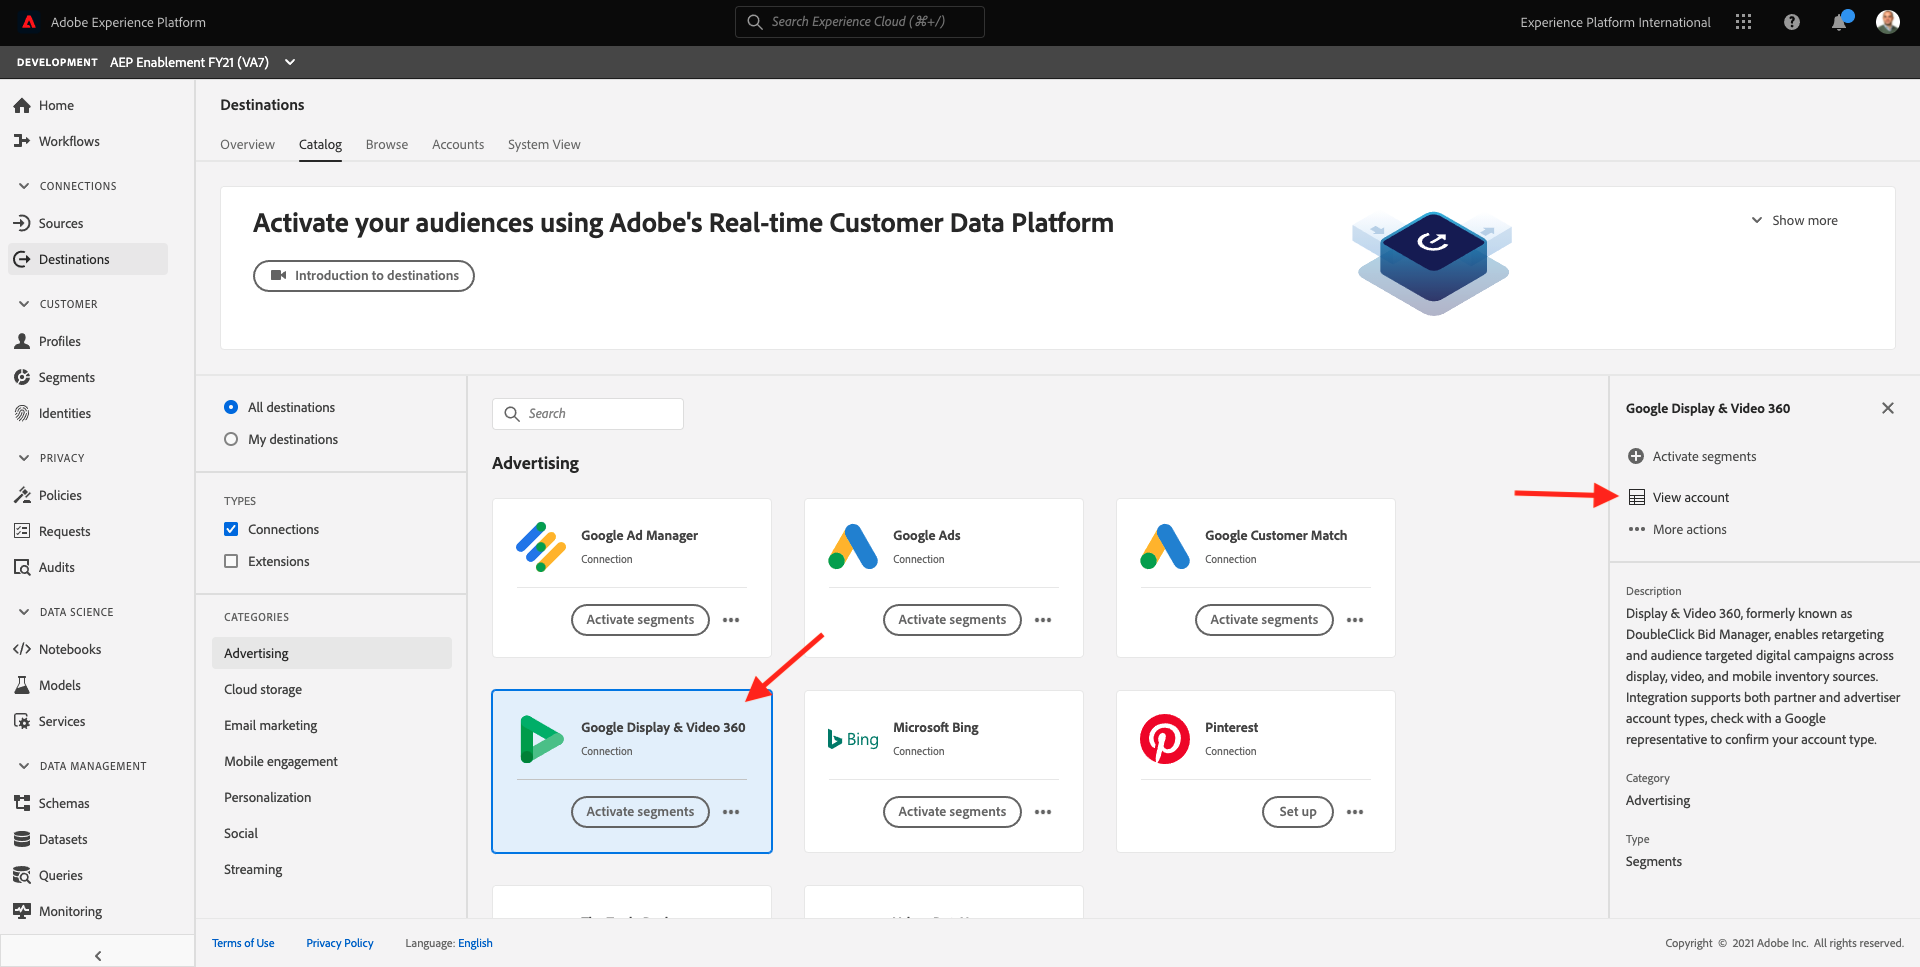 Adobe Experience Platform
Search Experience Cloud (⌘+/)
Experience Platform International
DEVELOPMENT AEP Enablement FY21 (VA7)
Home
Workflows
CONNECTIONS
Sources
Destinations
CUSTOMER
Profiles
Segments
Identities
PRIVACY
Policies
Requests
Audits
DATA SCIENCE
Notebooks
Models
Services
DATA MANAGEMENT
Schemas
Datasets
Queries
Monitoring
Destinations
Overview Catalog Browse Accounts System View
Activate your audiences using Adobe's Real-time Customer Data Platform
Introduction to destinations
Show more
All destinations
My destinations
TYPES
Connections
Extensions
CATEGORIES
Advertising
Cloud storage
Email marketing
Mobile engagement
Personalization
Social
Streaming
Search
Advertising
Google Ad Manager
Connection
Activate segments
Google Ads
Connection
Activate segments
Google Customer Match
Connection
Activate segments
Google Display & Video 360
Connection
Activate segments
Bing
Microsoft Bing
Connection
Activate segments
Pinterest
Connection
Set up
Google Display & Video 360
Activate segments
View account
More actions
Description
Display & Video 360, formerly known as
DoubleClick Bid Manager, enables retargeting
and audience targeted digital campaigns across
display, video, and mobile inventory sources.
Integration supports both partner and advertiser
account types, check with a Google
representative to confirm your account type.
Category
Advertising
Type
Segments
Terms of Use Privacy Policy Language: English
Copyright © 2021 Adobe Inc. All rights reserved.